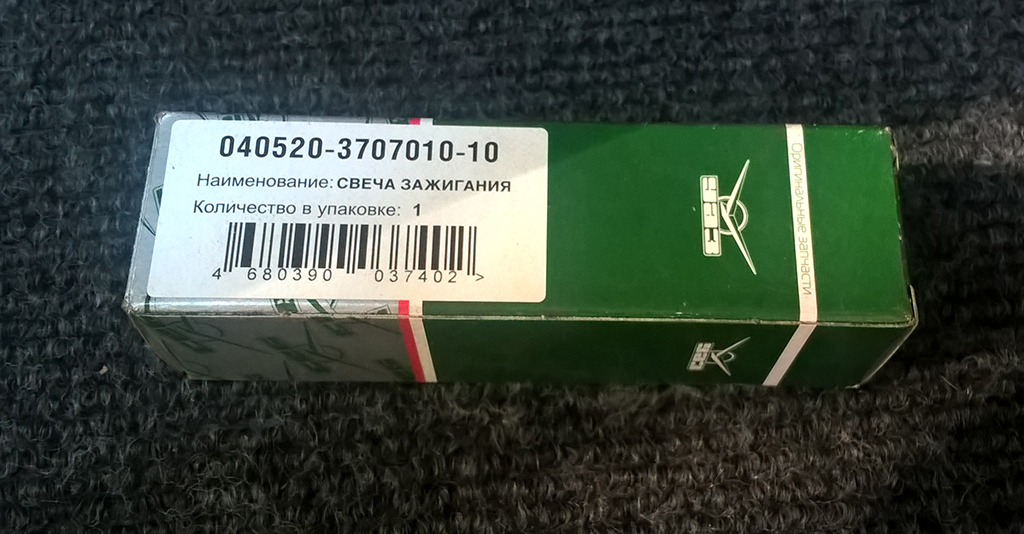 040520-3707010-10
Наименование: СВЕЧА ЗАЖИГАНИЯ
Количество в упаковке: 1
4 680390 037402 >
Оригинальные запчасти